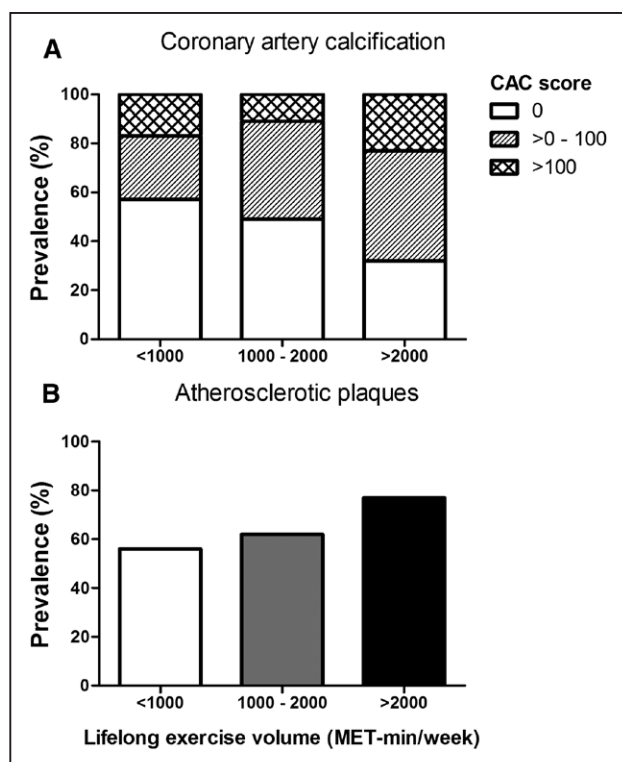 A
Coronary artery calcification
CAC score
0
>0 - 100
>100
Prevalence (%)
100
80
60
40
20
0
<1000
1000 - 2000
>2000
B
Atherosclerotic plaques
Prevalence (%)
100
80
60
40
20
0
<1000
1000 - 2000
>2000
Lifelong exercise volume (MET-min/week)